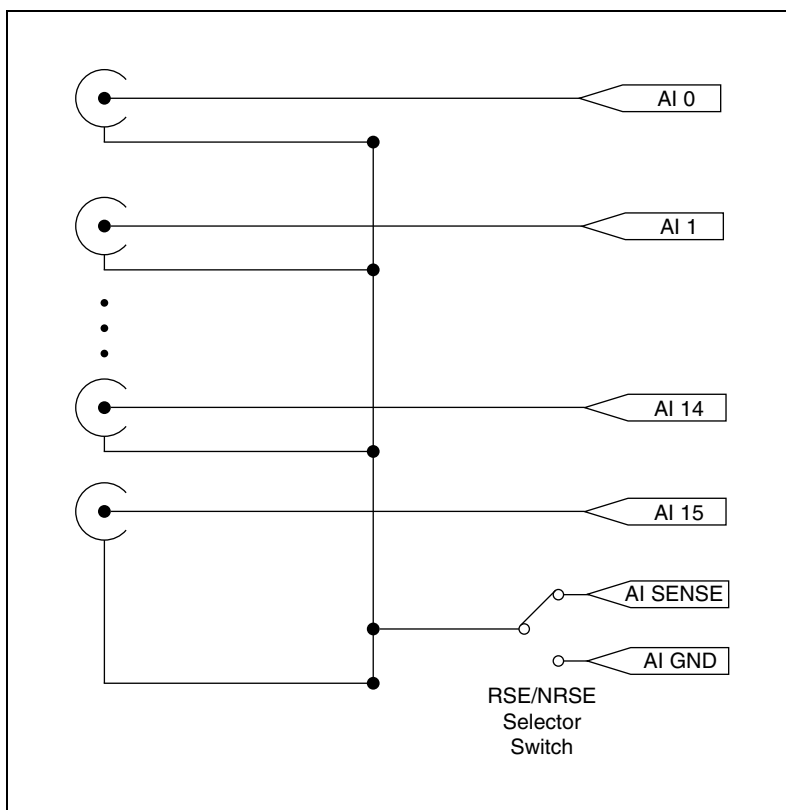 AI 0
AI 1
AI 14
AI 15
AI SENSE
AI GND
RSE/NRSE
Selector
Switch